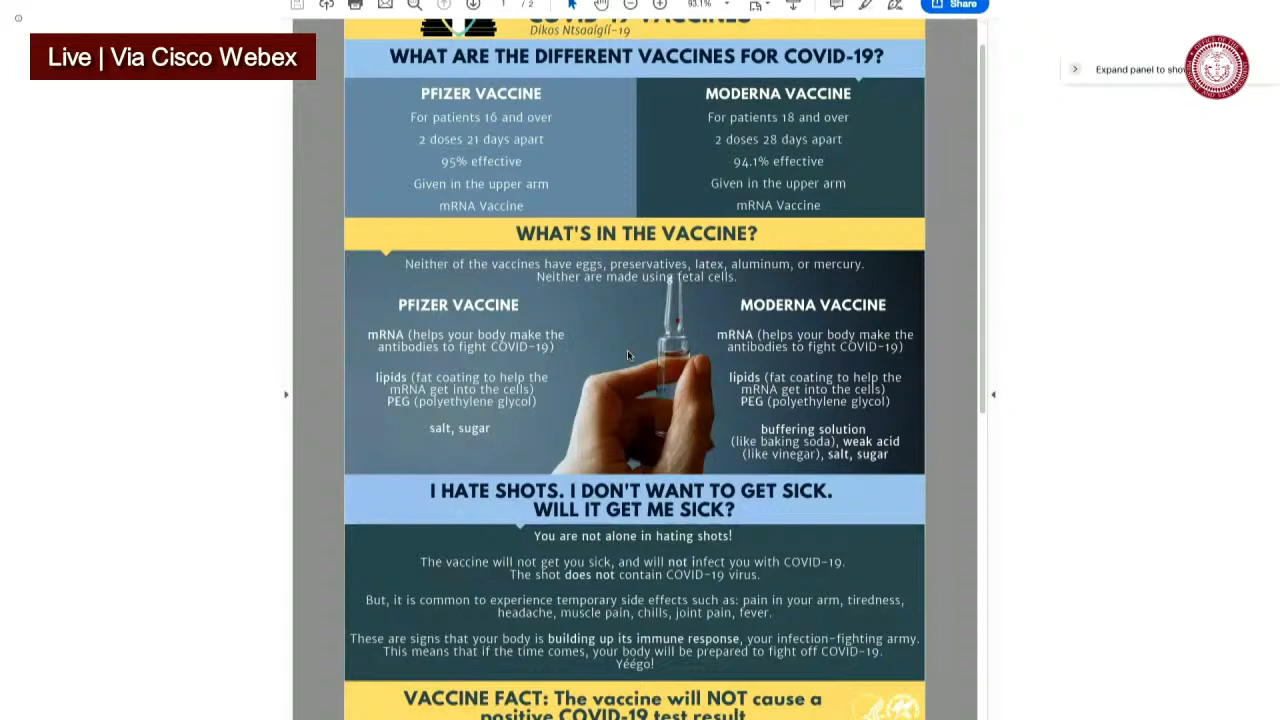 1 / 2
93.1%
Share
Live | Via Cisco Webex
Expand panel to show
COVID-19 VACCINES
Dikos Ntsaaígíí-19
WHAT ARE THE DIFFERENT VACCINES FOR COVID-19?
PFIZER VACCINE
For patients 16 and over
2 doses 21 days apart
95% effective
Given in the upper arm
mRNA Vaccine
MODERNA VACCINE
For patients 18 and over
2 doses 28 days apart
94.1% effective
Given in the upper arm
mRNA Vaccine
WHAT'S IN THE VACCINE?
Neither of the vaccines have eggs, preservatives, latex, aluminum, or mercury.
Neither are made using fetal cells.
PFIZER VACCINE
mRNA (helps your body make the
antibodies to fight COVID-19)
lipids (fat coating to help the
mRNA get into the cells)
PEG (polyethylene glycol)
salt, sugar
MODERNA VACCINE
mRNA (helps your body make the
antibodies to fight COVID-19)
lipids (fat coating to help the
mRNA get into the cells)
PEG (polyethylene glycol)
buffering solution
(like baking soda), weak acid
(like vinegar), salt, sugar
I HATE SHOTS. I DON'T WANT TO GET SICK.
WILL IT GET ME SICK?
You are not alone in hating shots!
The vaccine will not get you sick, and will not infect you with COVID-19.
The shot does not contain COVID-19 virus.
But, it is common to experience temporary side effects such as: pain in your arm, tiredness,
headache, muscle pain, chills, joint pain, fever.
These are signs that your body is building up its immune response, your infection-fighting army.
This means that if the time comes, your body will be prepared to fight off COVID-19.
Yéégo!
VACCINE FACT: The vaccine will NOT cause a
positive COVID-19 test result